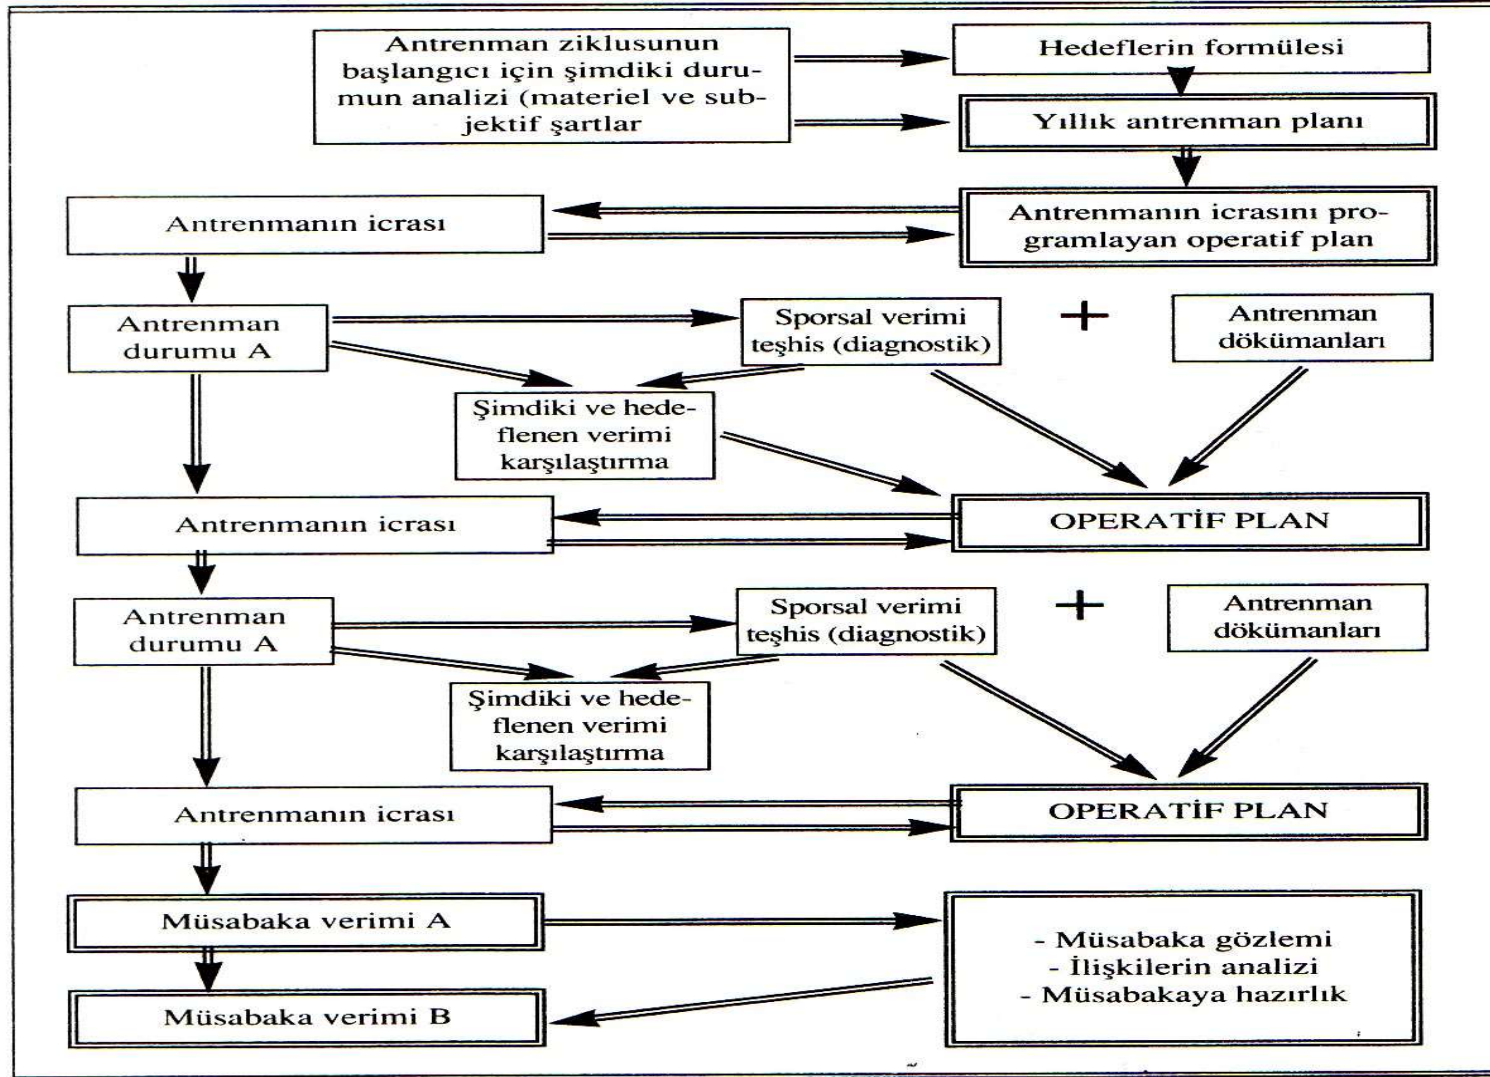 Antrenman ziklusunun
başlangıcı için şimdiki duru-
mun analizi (materiel ve sub-
jektif şartlar
Hedeflerin formülesi
Yıllık antrenman planı
Antrenmanın icrası
Antrenmanın icrasını pro-
gramlayan operatif plan
Antrenman
durumu A
Sporsal verimi
teşhis (diagnostik)
+
Antrenman
dökümanları
Şimdiki ve hede-
flenen verimi
karşılaştırma
Antrenmanın icrası
OPERATİF PLAN
Antrenman
durumu A
Sporsal verimi
teşhis (diagnostik)
+
Antrenman
dökümanları
Şimdiki ve hede-
flenen verimi
karşılaştırma
Antrenmanın icrası
OPERATİF PLAN
Müsabaka verimi A
- Müsabaka gözlemi
- İlişkilerin analizi
- Müsabakaya hazırlık
Müsabaka verimi B